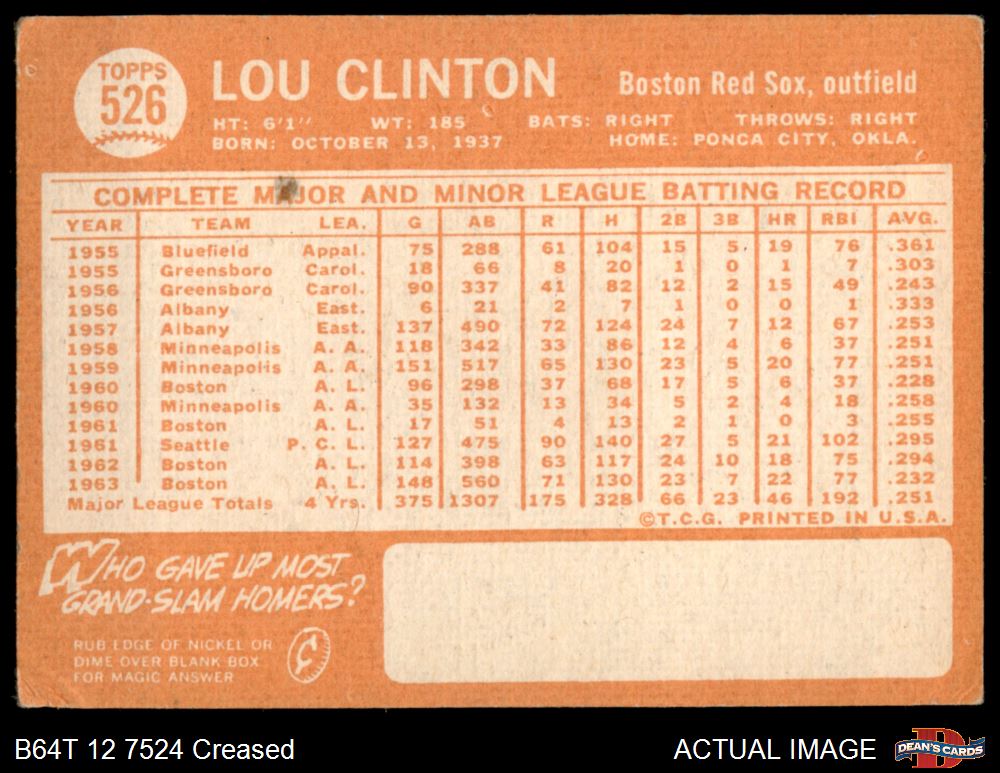 TOPPS
526
LOU CLINTON
Boston Red Sox, outfield
HT: 6'1" WT: 185 BATS: RIGHT THROWS: RIGHT
BORN: OCTOBER 13, 1937 HOME: PONCA CITY, OKLA.
COMPLETE MAJOR AND MINOR LEAGUE BATTING RECORD
YEAR TEAM LEA. G AB R H 2B 3B HR RBI AVG.
1955 Bluefield Appal. 75 288 61 104 15 5 19 76 .361
1955 Greensboro Carol. 18 66 8 20 1 0 1 7 .303
1956 Greensboro Carol. 90 337 41 82 12 2 15 49 .243
1956 Albany East. 6 21 2 7 1 0 0 1 .333
1957 Albany East. 137 490 72 124 24 7 12 67 .253
1958 Minneapolis A. A. 118 342 33 86 12 4 6 37 .251
1959 Minneapolis A. A. 151 517 65 130 23 5 20 77 .251
1960 Boston A. L. 96 298 37 68 17 5 6 37 .228
1960 Minneapolis A. A. 35 132 13 34 5 2 4 18 .258
1961 Boston A. L. 17 51 4 13 2 1 0 3 .255
1961 Seattle P. C. L. 127 475 90 140 27 5 21 102 .295
1962 Boston A. L. 114 398 63 117 24 10 18 75 .294
1963 Boston A. L. 148 560 71 130 23 7 22 77 .232
Major League Totals 4 Yrs. 375 1307 175 328 66 23 46 192 .251
©T.C.G. PRINTED IN U.S.A.
WHO GAVE UP MOST
GRAND-SLAM HOMERS?
RUB EDGE OF NICKEL OR
DIME OVER BLANK BOX
FOR MAGIC ANSWER
B64T 12 7524 Creased
ACTUAL IMAGE
DEAN'S CARDS